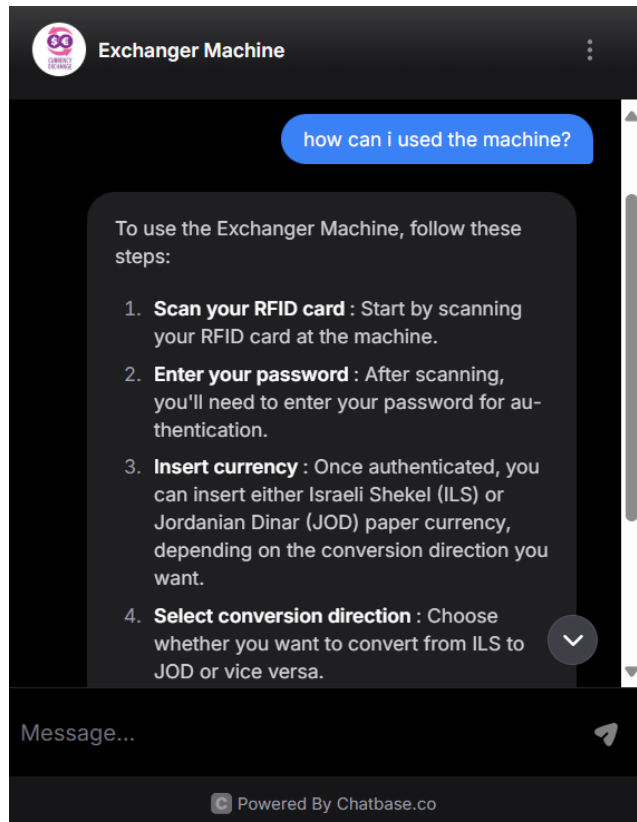 $€
CURRENCY
EXCHANGE
Exchanger Machine
how can i used the machine?
To use the Exchanger Machine, follow these
steps:
1. Scan your RFID card : Start by scanning
your RFID card at the machine.
2. Enter your password : After scanning,
you'll need to enter your password for au-
thentication.
3. Insert currency : Once authenticated, you
can insert either Israeli Shekel (ILS) or
Jordanian Dinar (JOD) paper currency,
depending on the conversion direction you
want.
4. Select conversion direction : Choose
whether you want to convert from ILS to
JOD or vice versa.
Message...
C Powered By Chatbase.co